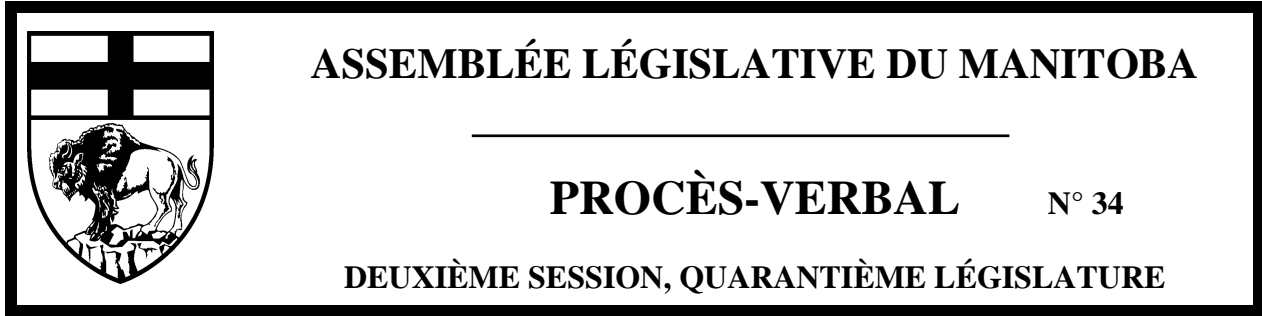 ASSEMBLÉE LÉGISLATIVE DU MANITOBA
PROCÈS-VERBAL N° 34
DEUXIÈME SESSION, QUARANTIÈME LÉGISLATURE